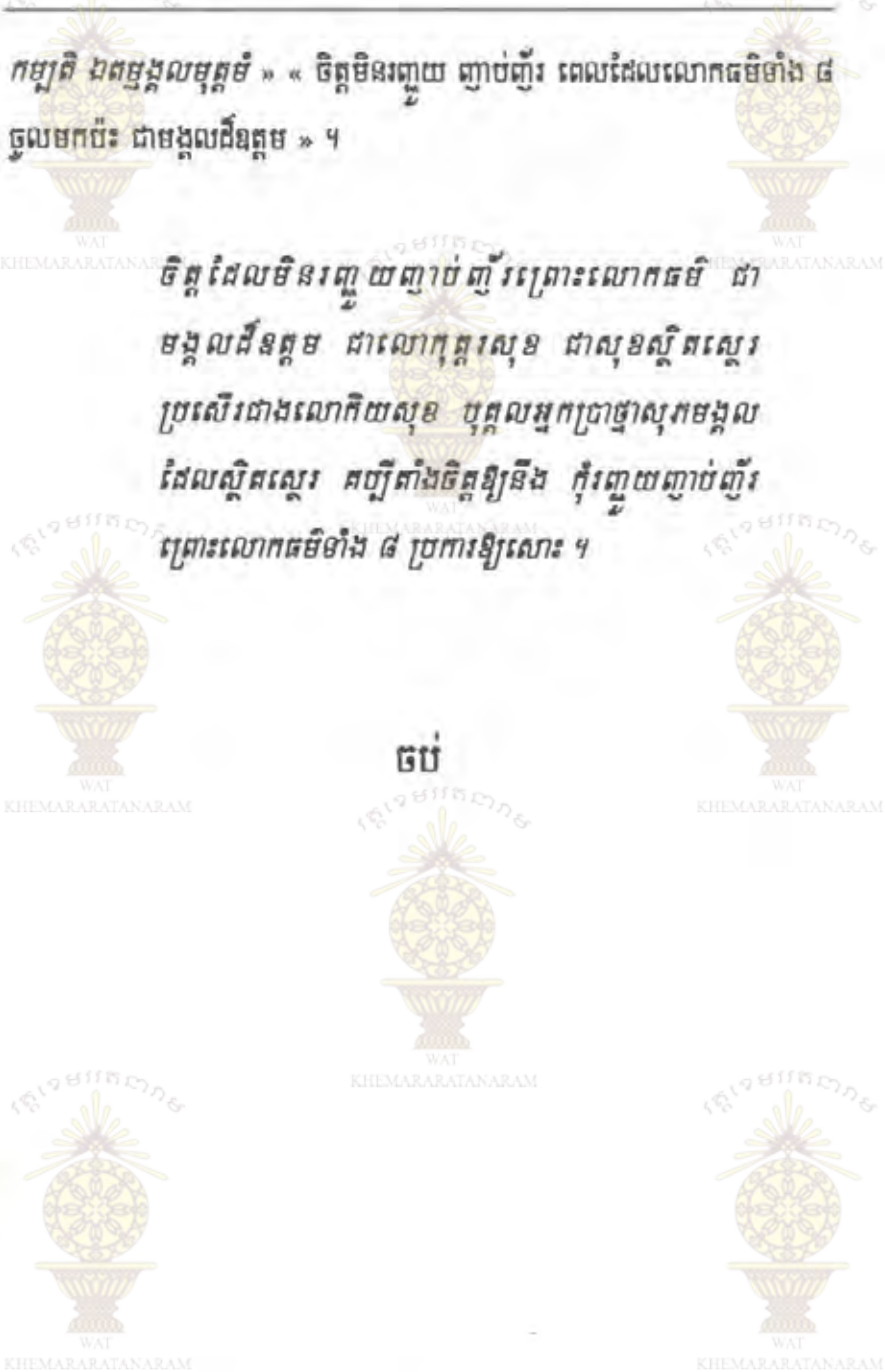 កម្បតិ ឯតម្មង្គលមុត្តមំ » « ចិត្តមិនរញ្ជួយ ញាប់ញ័រ ពេលដែលលោកធម៌ទាំង ៨
ចូលមកប៉ះ ជាមង្គលដ៏ឧត្តម » ។
ចិត្តដែលមិនរញ្ជួយញាប់ញ័រព្រោះលោកធម៌ ជា
មង្គលដ៏ឧត្តម ជាលោកុត្តរសុខ ជាសុខស្ថិតស្ថេរ
ប្រសើរជាងលោកិយសុខ បុគ្គលអ្នកប្រាថ្នាសុភមង្គល
ដែលស្ថិតស្ថេរ គប្បីតាំងចិត្តឱ្យនឹង កុំរញ្ជួយញាប់ញ័រ
ព្រោះលោកធម៌ទាំង ៨ ប្រការឱ្យសោះ ។
ចប់
WAT
KHEMARARATANARAM